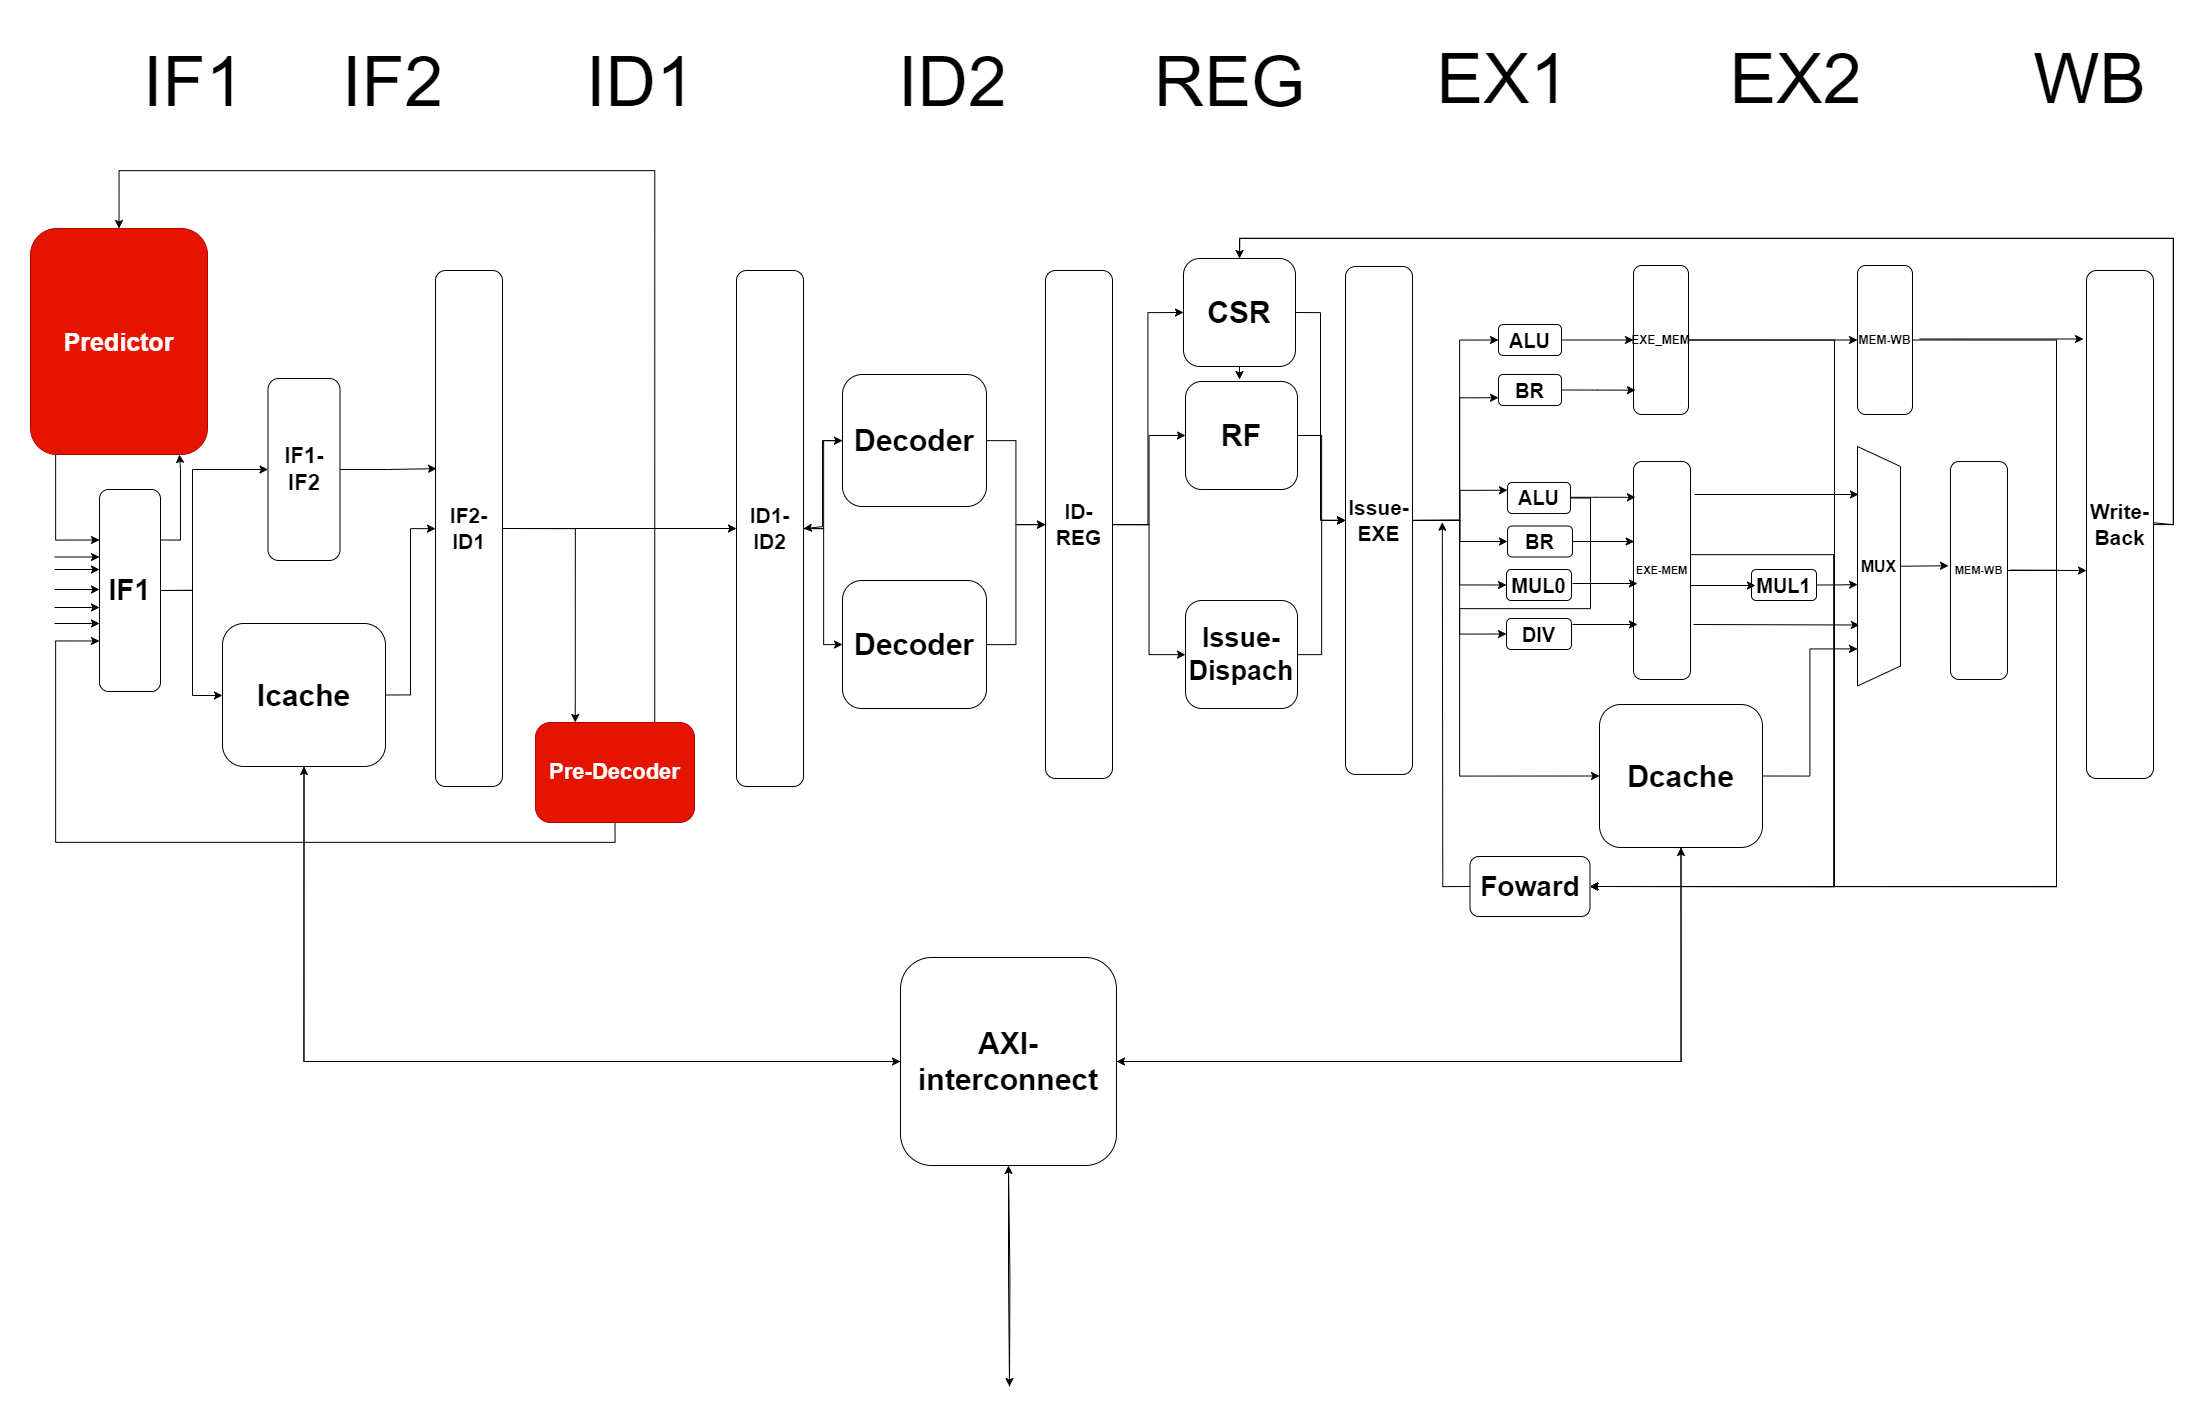 IF1
IF2
ID1
ID2
REG
EX1
EX2
WB
Predictor
IF1-
IF2
IF1
Icache
IF2-
ID1
Pre-Decoder
ID1-
ID2
Decoder
Decoder
ID-
REG
CSR
RF
Issue-
Dispach
Issue-
EXE
ALU
BR
EXE_MEM
MEM-WB
ALU
BR
MUL0
DIV
EXE-MEM
MUL1
MUX
MEM-WB
Write-
Back
Dcache
Foward
AXI-
interconnect